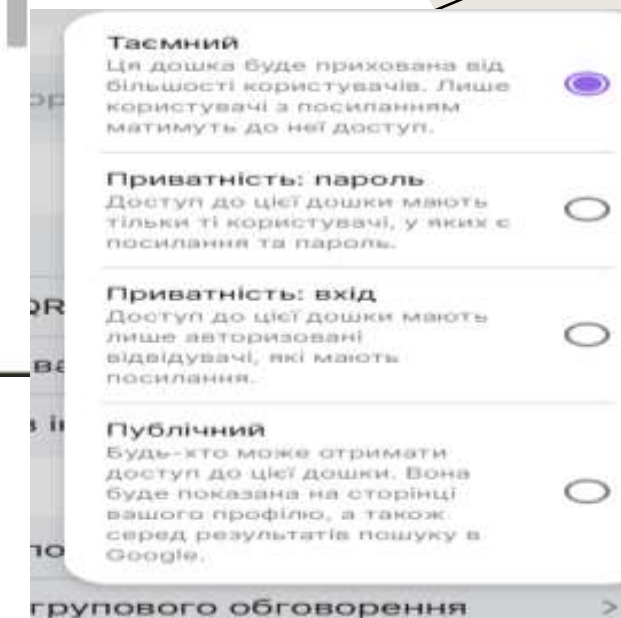 Таємний
Ця дошка буде прихована від
більшості користувачів. Лише
користувачі з посиланням
матимуть до неї доступ.
Приватність: пароль
Доступ до цієї дошки мають
тільки ті користувачі, у яких є
посилання та пароль.
QR
Приватність: вхід
Доступ до цієї дошки мають
лише авторизовані
відвідувачі, які мають
посилання.
Публічний
Будь-хто може отримати
доступ до цієї дошки. Вона
буде показана на сторінці
вашого профілю, а також
серед результатів пошуку в
Google.
групового обговорення